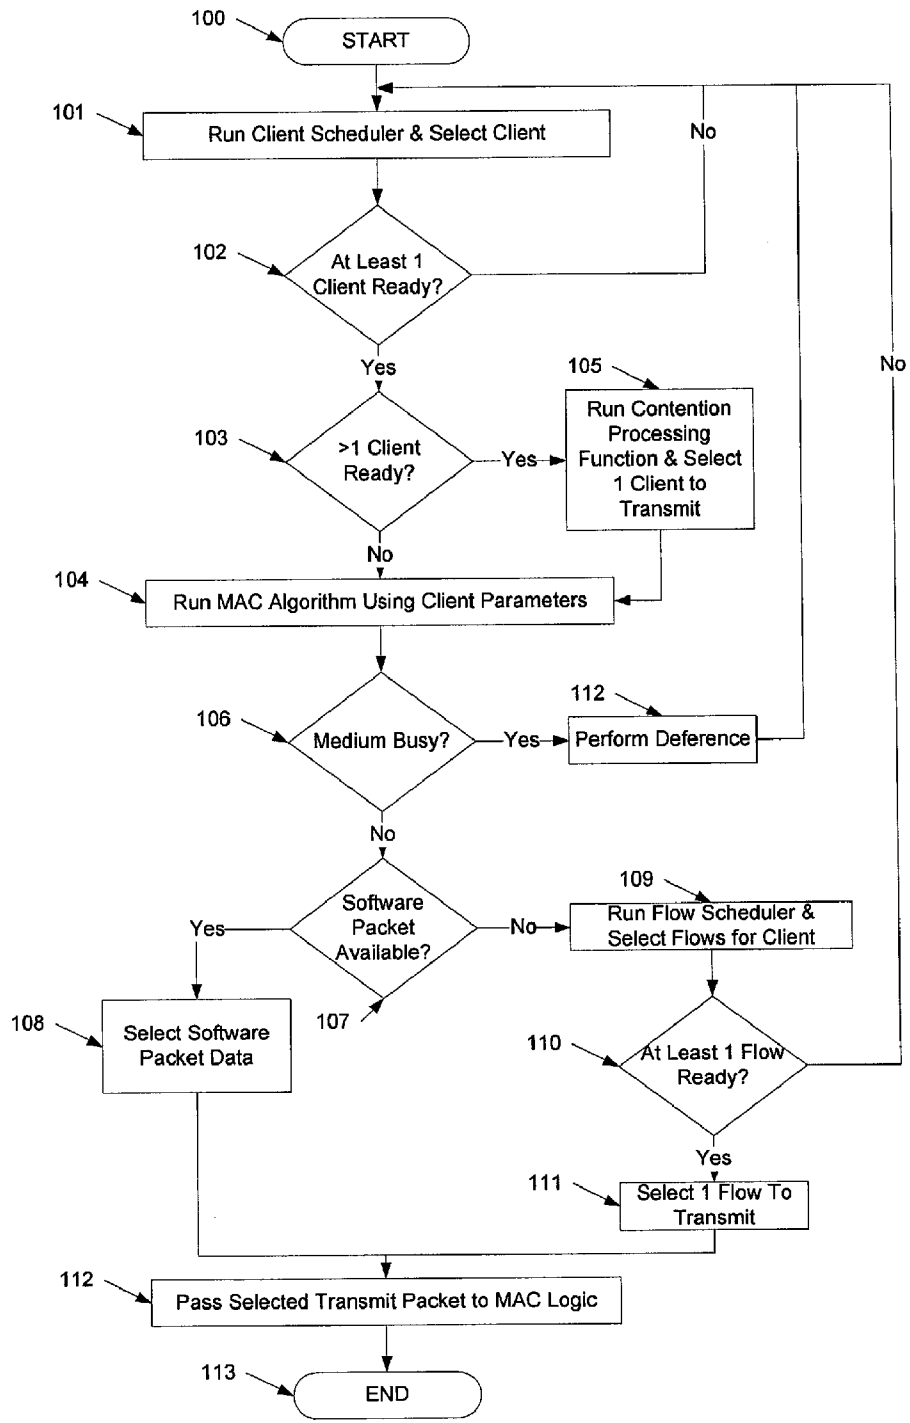 100
START
101
Run Client Scheduler & Select Client
No
102
At Least 1
Client Ready?
Yes
No
105
103
>1 Client
Ready?
Yes
Run Contention
Processing
Function & Select
1 Client to
Transmit
No
104
Run MAC Algorithm Using Client Parameters
112
106
Medium Busy?
Yes
Perform Deference
No
109
Software
Packet
Available?
Yes
No
Run Flow Scheduler &
Select Flows for Client
107
108
Select Software
Packet Data
110
At Least 1 Flow
Ready?
Yes
111
Select 1 Flow To
Transmit
112
Pass Selected Transmit Packet to MAC Logic
113
END